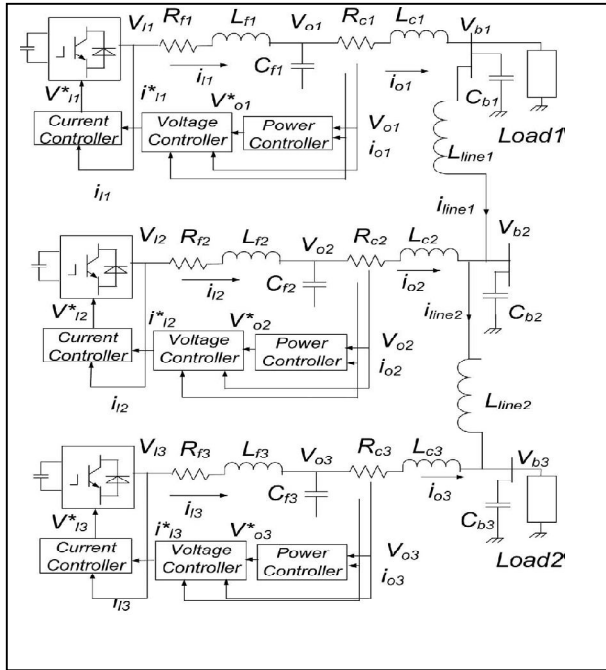 V_I1 R_f1 L_f1 V_o1 R_c1 L_c1 V_b1
i_l1 C_f1 i_o1 C_b1
V*_l1 i*_l1 V*_o1
Current Controller
Voltage Controller
Power Controller
V_o1
i_o1
Load1
L_line1
i_l1
i_line1
V_I2 R_f2 L_f2 V_o2 R_c2 L_c2 V_b2
i_l2 C_f2 i_o2 C_b2
V*_l2 i*_l2 V*_o2
i_line2
Current Controller
Voltage Controller
Power Controller
V_o2
i_o2
i_l2
L_line2
V_I3 R_f3 L_f3 V_o3 R_c3 L_c3 V_b3
i_l3 C_f3 i_o3 C_b3
V*_l3 i*_l3 V*_o3
Current Controller
Voltage Controller
Power Controller
V_o3
i_o3
Load2
i_l3